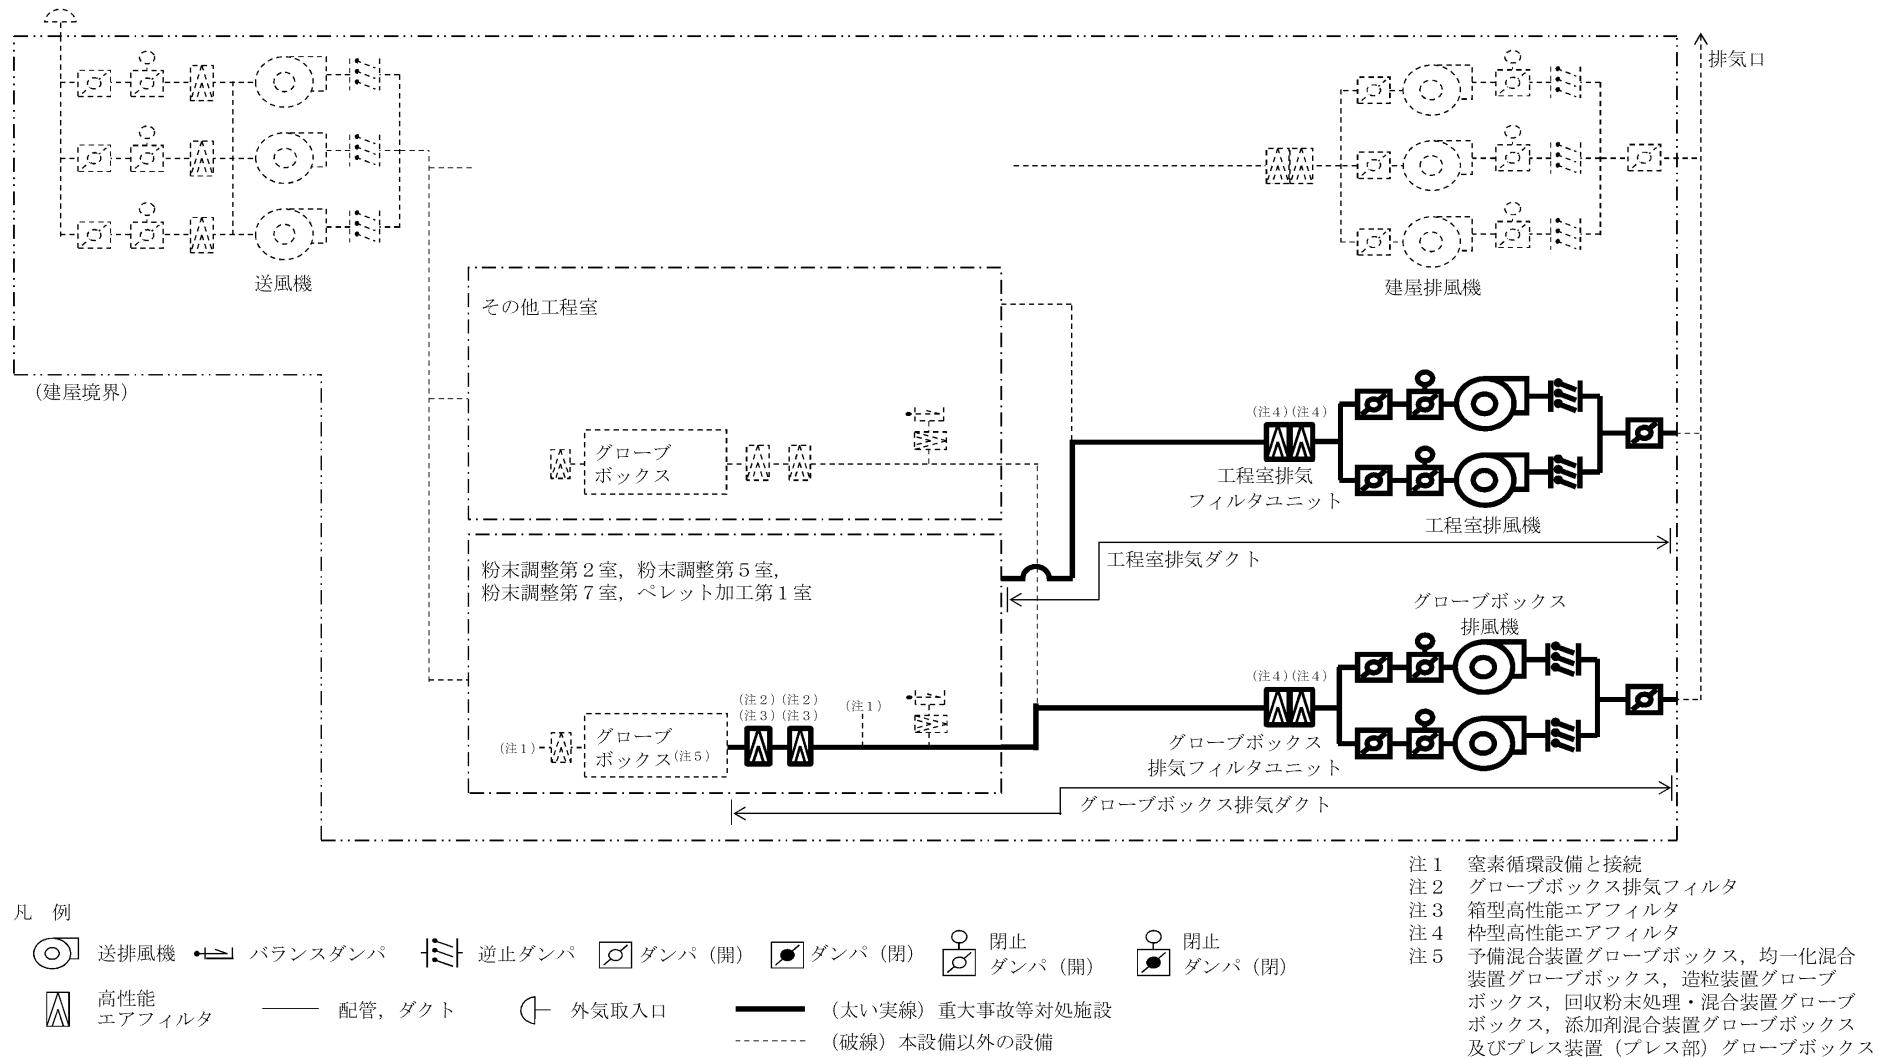 排気口
送風機
建屋排風機
その他工程室
（建屋境界）
グローブ
ボックス
（注４）（注４）
工程室排気
フィルタユニット
工程室排風機
工程室排気ダクト
粉末調整第２室，粉末調整第５室，
粉末調整第７室，ペレット加工第１室
グローブボックス
排風機
（注４）（注４）
（注２）（注２）
（注３）（注３）
（注１）
（注１）
グローブ
ボックス（注５）
グローブボックス
排気フィルタユニット
グローブボックス排気ダクト
注１　窒素循環設備と接続
注２　グローブボックス排気フィルタ
注３　箱型高性能エアフィルタ
注４　枠型高性能エアフィルタ
注５　予備混合装置グローブボックス，均一化混合
装置グローブボックス，造粒装置グローブ
ボックス，回収粉末処理・混合装置グローブ
ボックス，添加剤混合装置グローブボックス
及びプレス装置（プレス部）グローブボックス
凡　例
送排風機
バランスダンパ
逆止ダンパ
ダンパ（開）
ダンパ（閉）
閉止
ダンパ（開）
閉止
ダンパ（閉）
高性能
エアフィルタ
配管，ダクト
外気取入口
（太い実線）重大事故等対処施設
（破線）本設備以外の設備